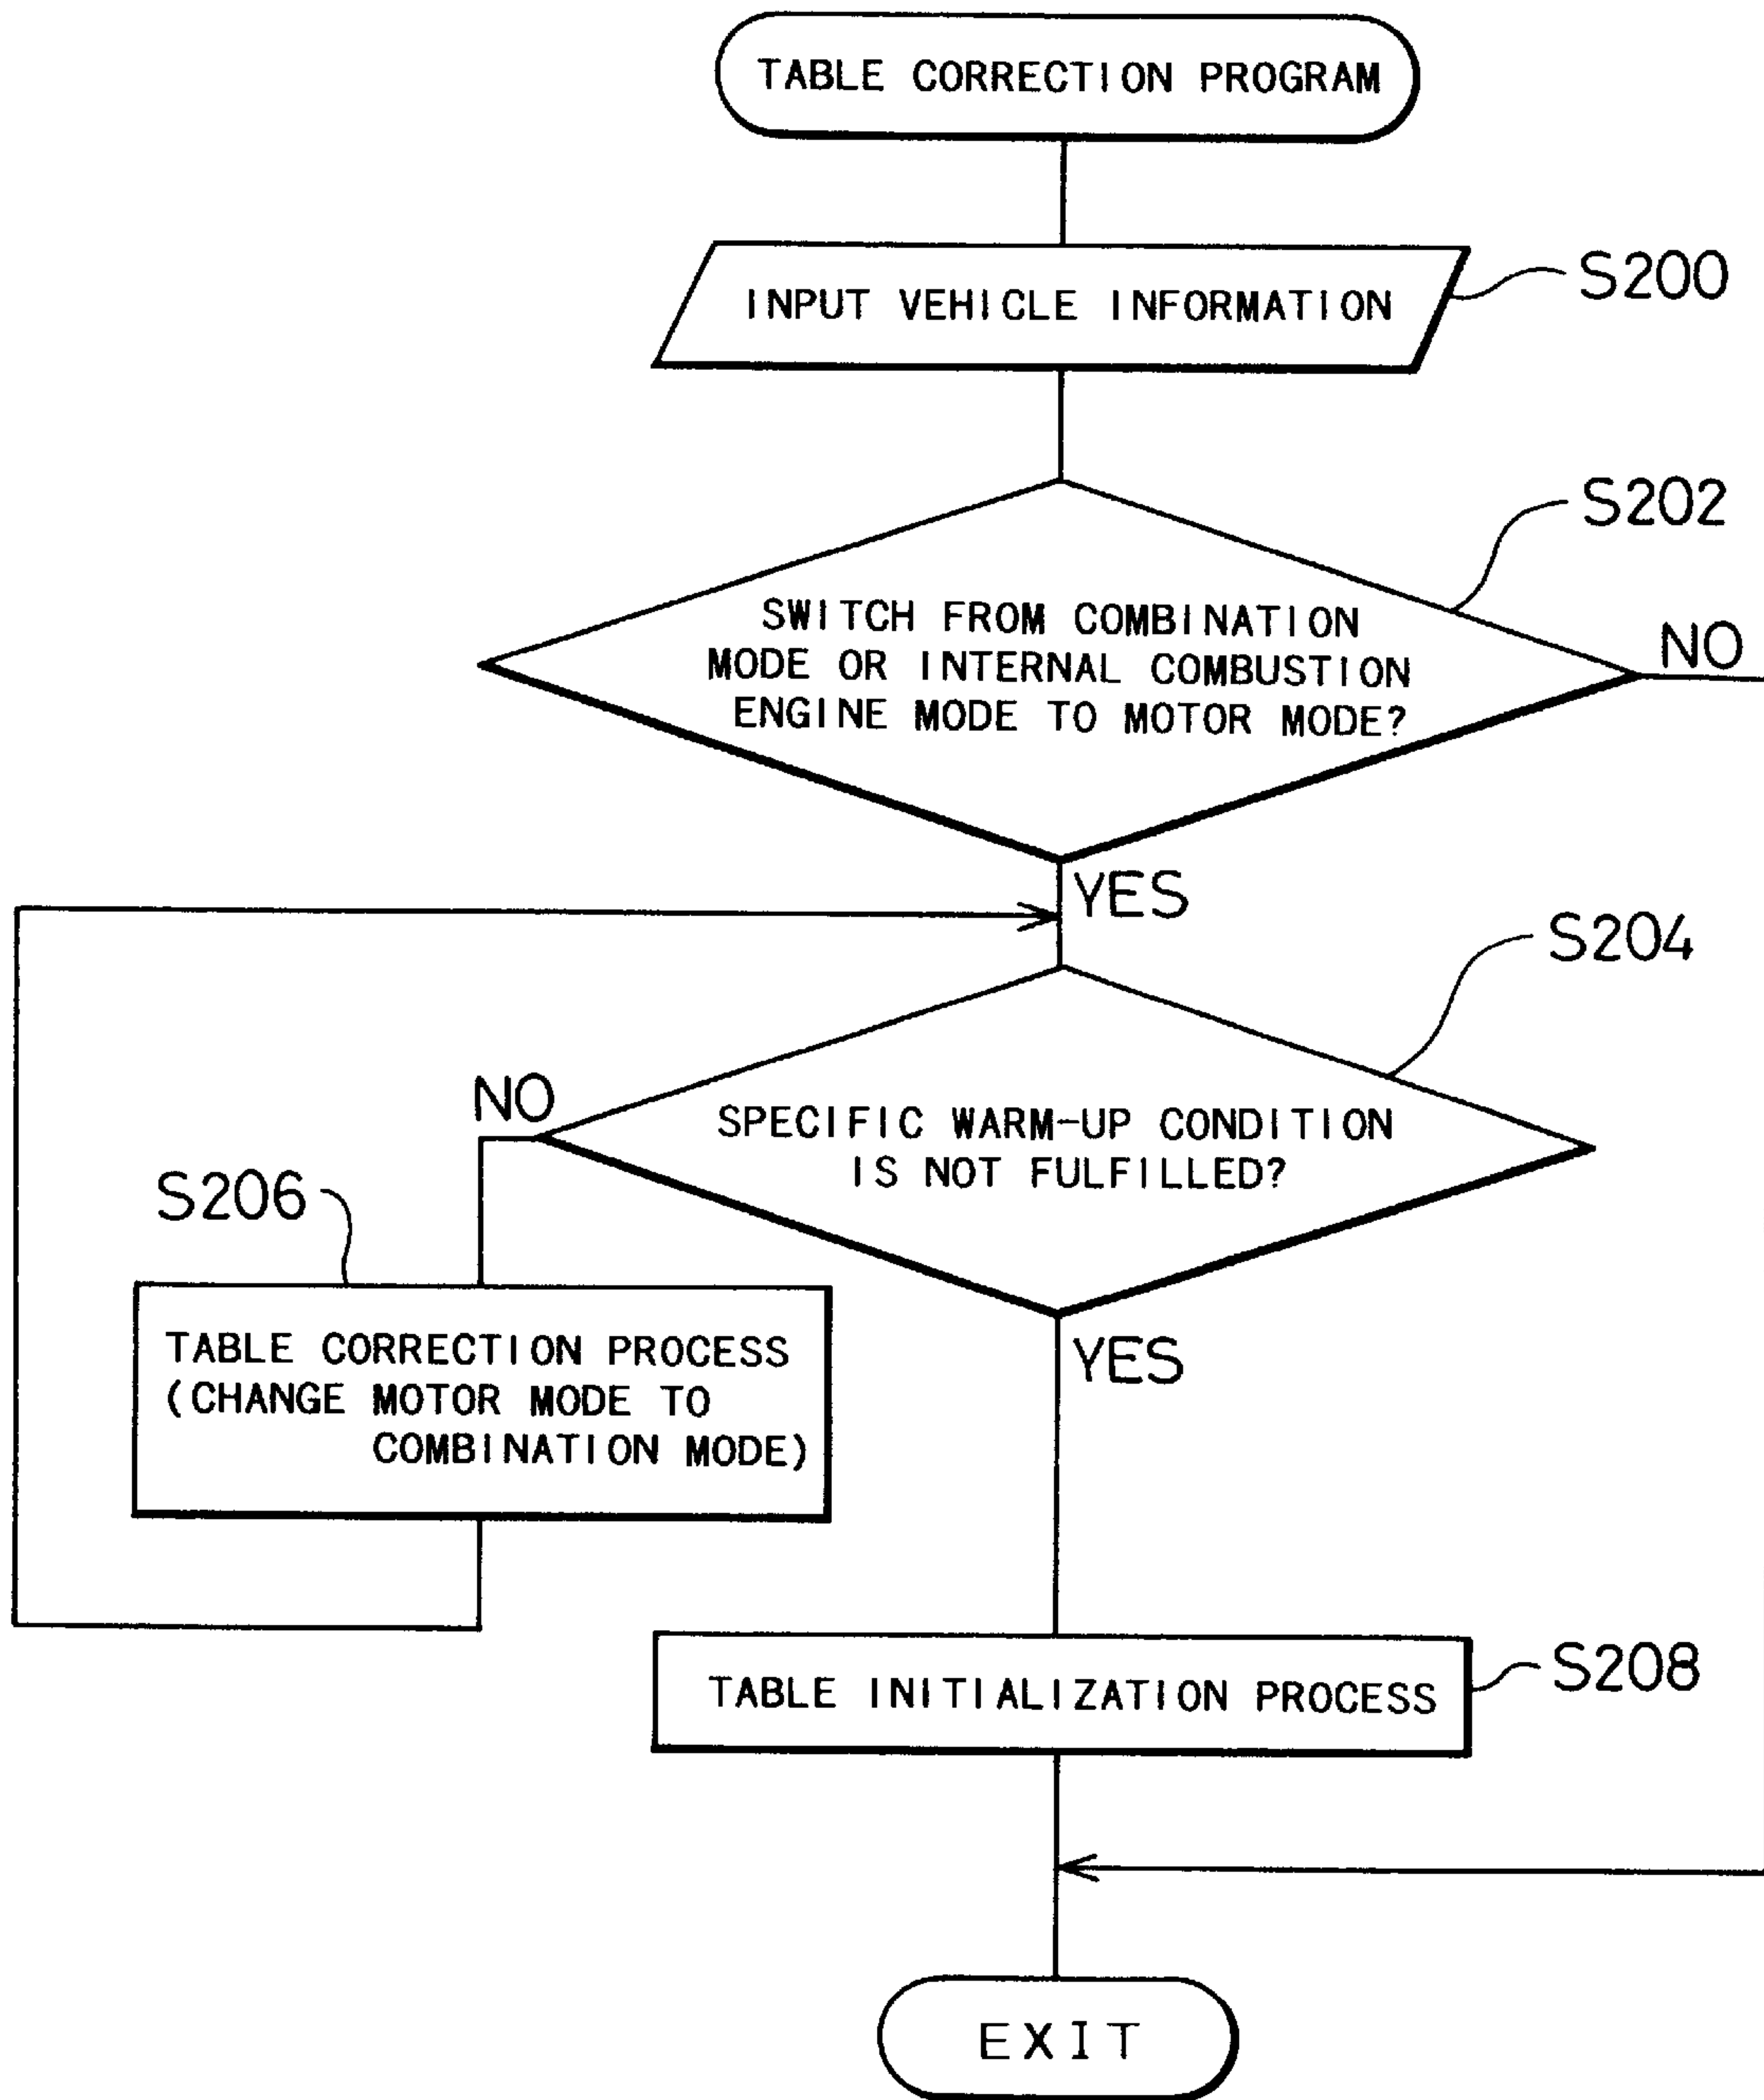 TABLE CORRECTION PROGRAM
INPUT VEHICLE INFORMATION
S200
S202
SWITCH FROM COMBINATION
MODE OR INTERNAL COMBUSTION
ENGINE MODE TO MOTOR MODE?
NO
YES
S204
NO
SPECIFIC WARM-UP CONDITION
IS NOT FULFILLED?
S206
TABLE CORRECTION PROCESS
(CHANGE MOTOR MODE TO
COMBINATION MODE)
YES
TABLE INITIALIZATION PROCESS
S208
EXIT